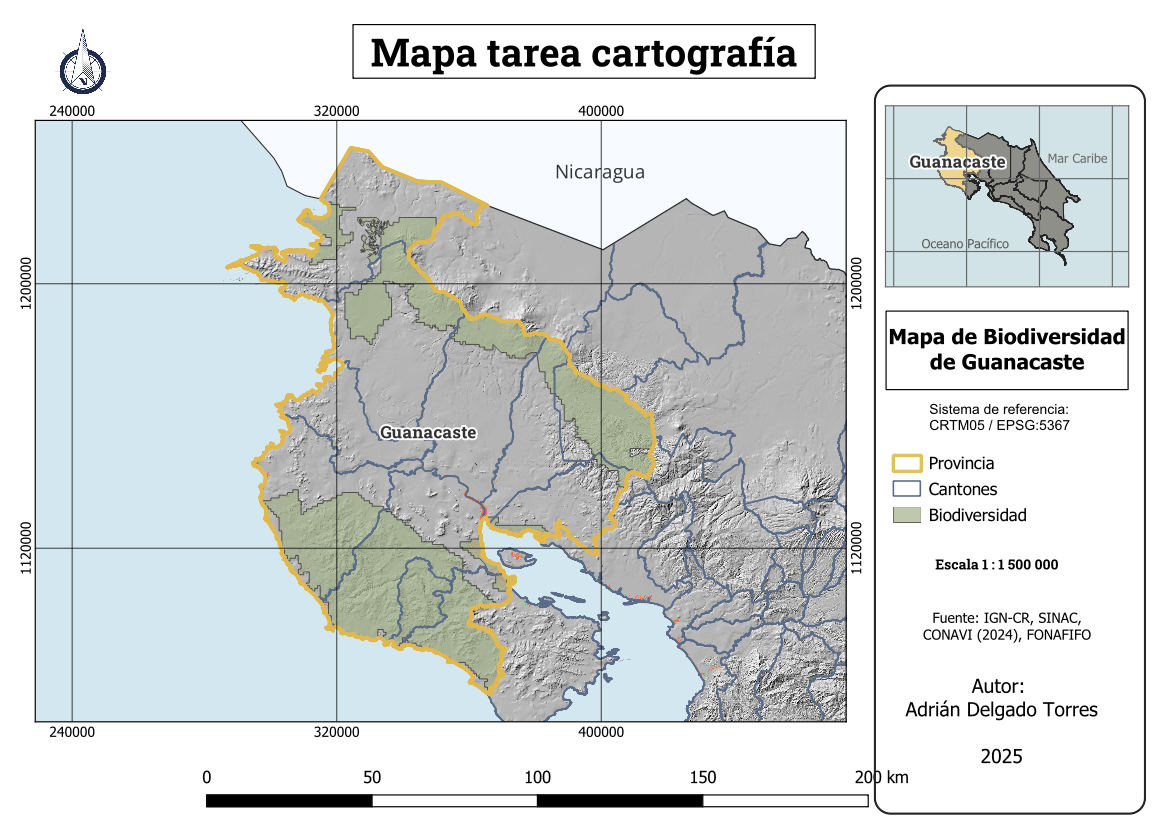 Mapa tarea cartografía
240000
320000
400000
Nicaragua
1200000
1200000
Guanacaste
1120000
1120000
240000
320000
400000
0
50
100
150
200 km
Guanacaste
Mar Caribe
Oceano Pacífico
Mapa de Biodiversidad
de Guanacaste
Sistema de referencia:
CRTM05 / EPSG:5367
Provincia
Cantones
Biodiversidad
Escala 1 : 1 500 000
Fuente: IGN-CR, SINAC,
CONAVI (2024), FONAFIFO
Autor:
Adrián Delgado Torres
2025